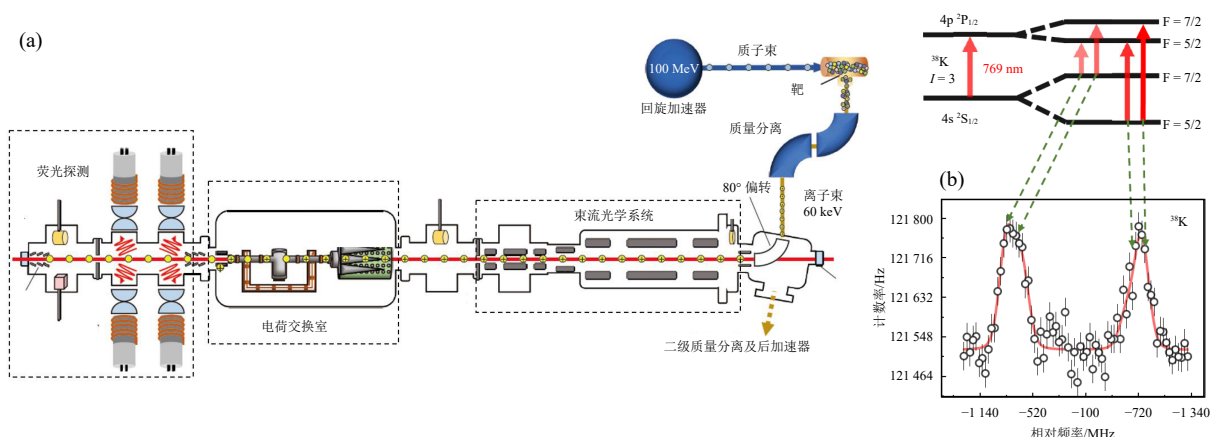 (a)
100 MeV
质子束
回旋加速器
靶
质量分离
80° 偏转
离子束
60 keV
荧光探测
束流光学系统
电荷交换室
二级质量分离及后加速器
4p ²P₁/₂
F = 7/2
F = 5/2
³⁸K
I = 3
769 nm
F = 7/2
4s ²S₁/₂
F = 5/2
(b)
³⁸K
计数率/Hz
121 800
121 716
121 632
121 548
121 464
−1 140
−520
−100
−720
−1 340
相对频率/MHz